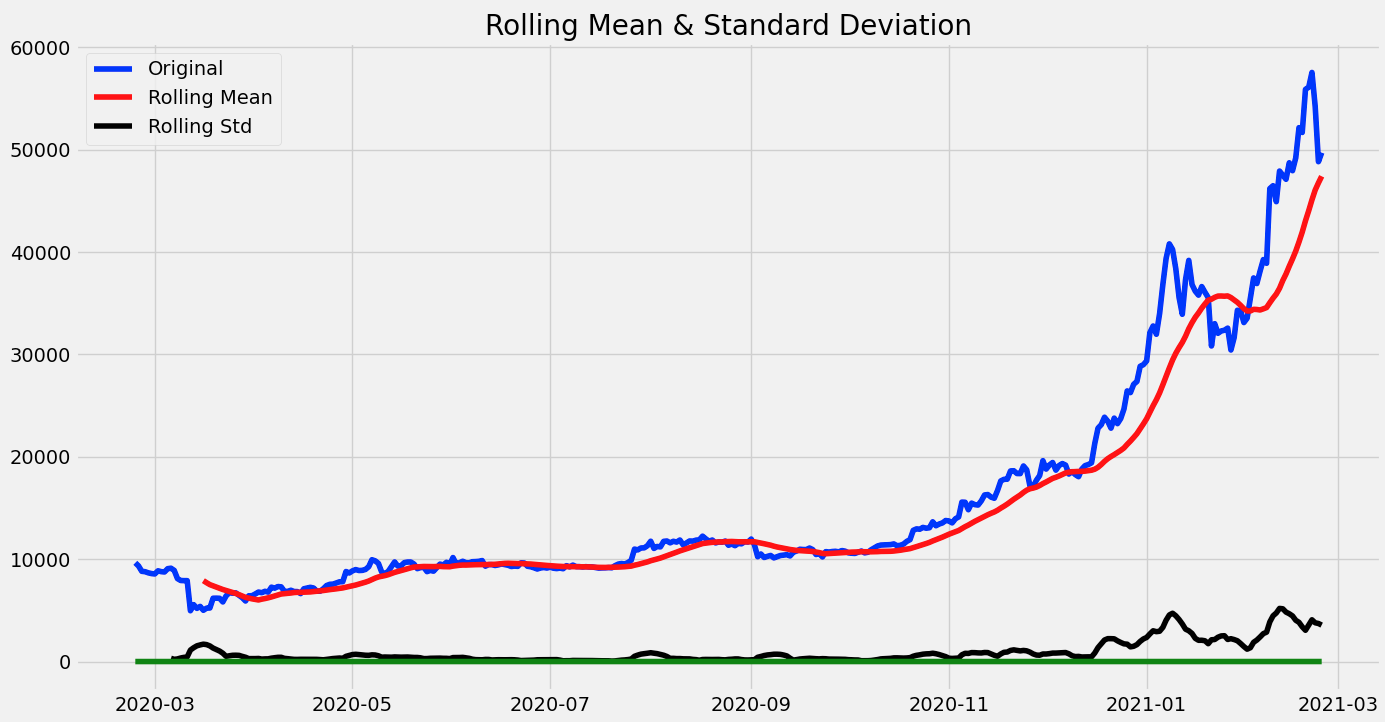 Rolling Mean & Standard Deviation
Original
Rolling Mean
Rolling Std
60000
50000
40000
30000
20000
10000
0
2020-03 2020-05 2020-07 2020-09 2020-11 2021-01 2021-03